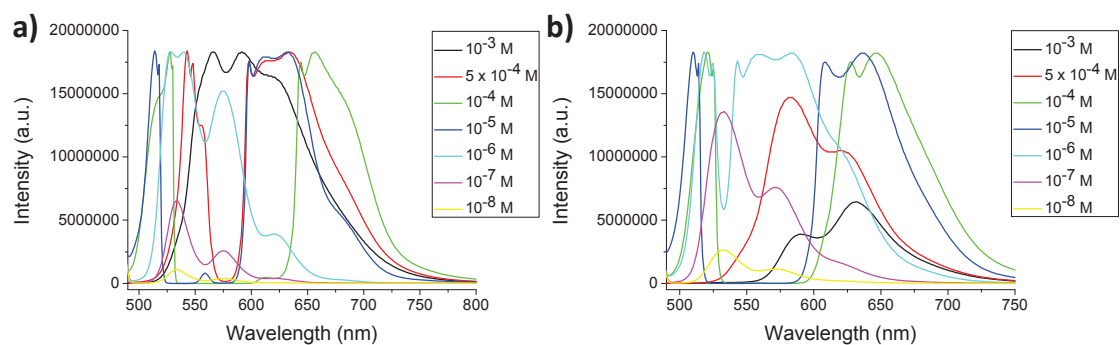 a)
Intensity (a.u.)
20000000
15000000
10000000
5000000
0
500 550 600 650 700 750 800
Wavelength (nm)
10⁻³ M
5 x 10⁻⁴ M
10⁻⁴ M
10⁻⁵ M
10⁻⁶ M
10⁻⁷ M
10⁻⁸ M
b)
Intensity (a.u.)
20000000
15000000
10000000
5000000
0
500 550 600 650 700 750
Wavelength (nm)
10⁻³ M
5 x 10⁻⁴ M
10⁻⁴ M
10⁻⁵ M
10⁻⁶ M
10⁻⁷ M
10⁻⁸ M